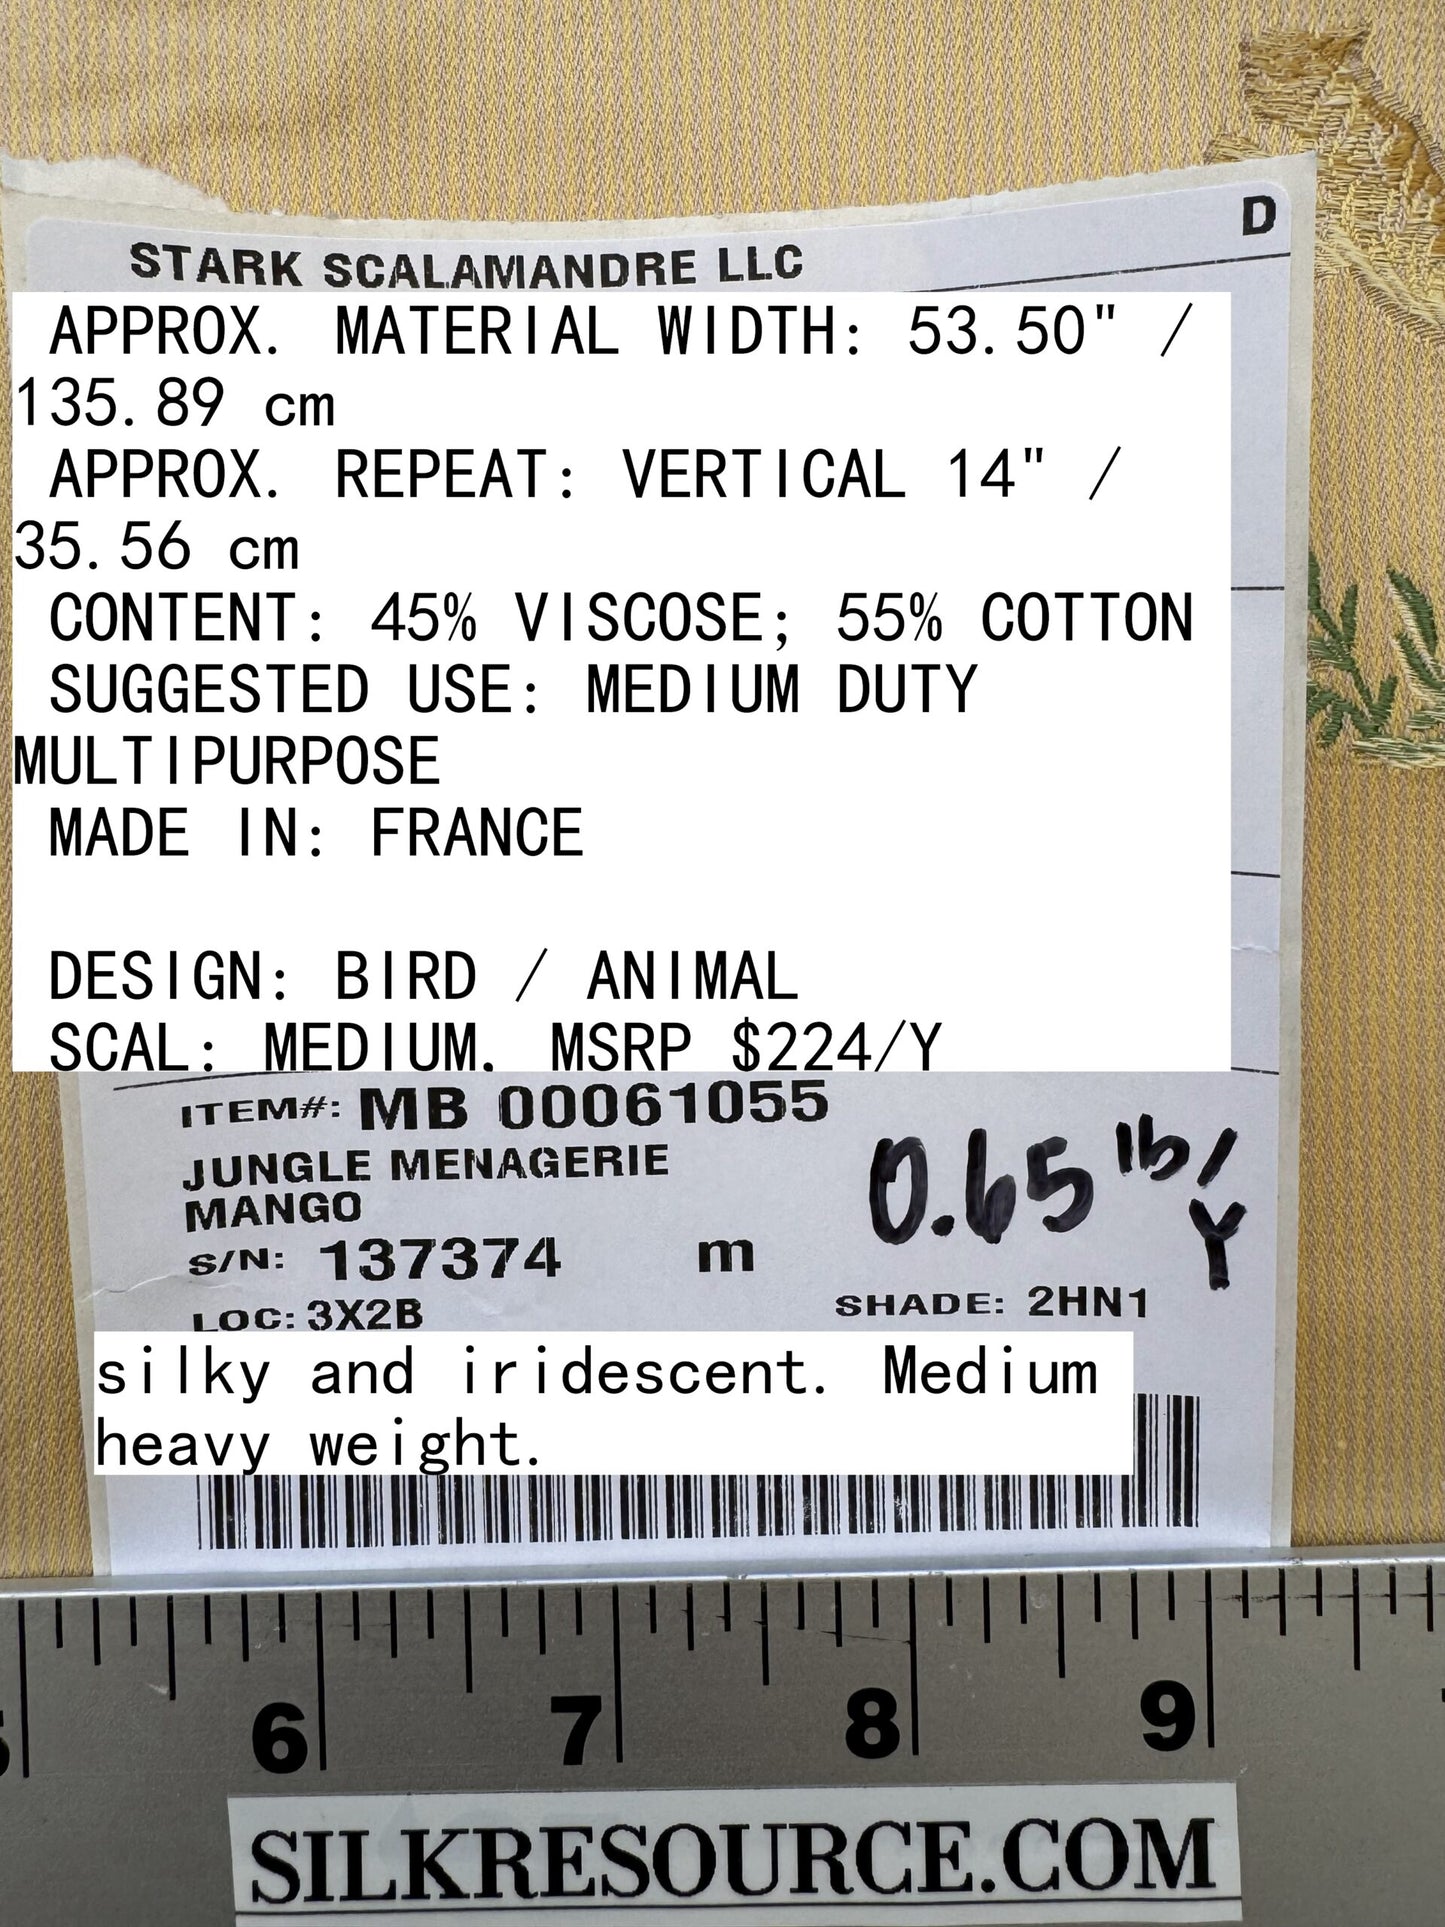 D
STARK SCALAMANDRE LLC
APPROX. MATERIAL WIDTH: 53.50" /
135.89 cm
APPROX. REPEAT: VERTICAL 14" /
35.56 cm
CONTENT: 45% VISCOSE; 55% COTTON
SUGGESTED USE: MEDIUM DUTY
MULTIPURPOSE
MADE IN: FRANCE
DESIGN: BIRD / ANIMAL
SCAL: MEDIUM. MSRP $224/Y
ITEM#: MB 00061055
JUNGLE MENAGERIE
MANGO
0.65 lb/
Y
S/N: 137374 m
LOC: 3X2B SHADE: 2HN1
silky and iridescent. Medium
heavy weight.
6 7 8 9
SILKRESOURCE.COM